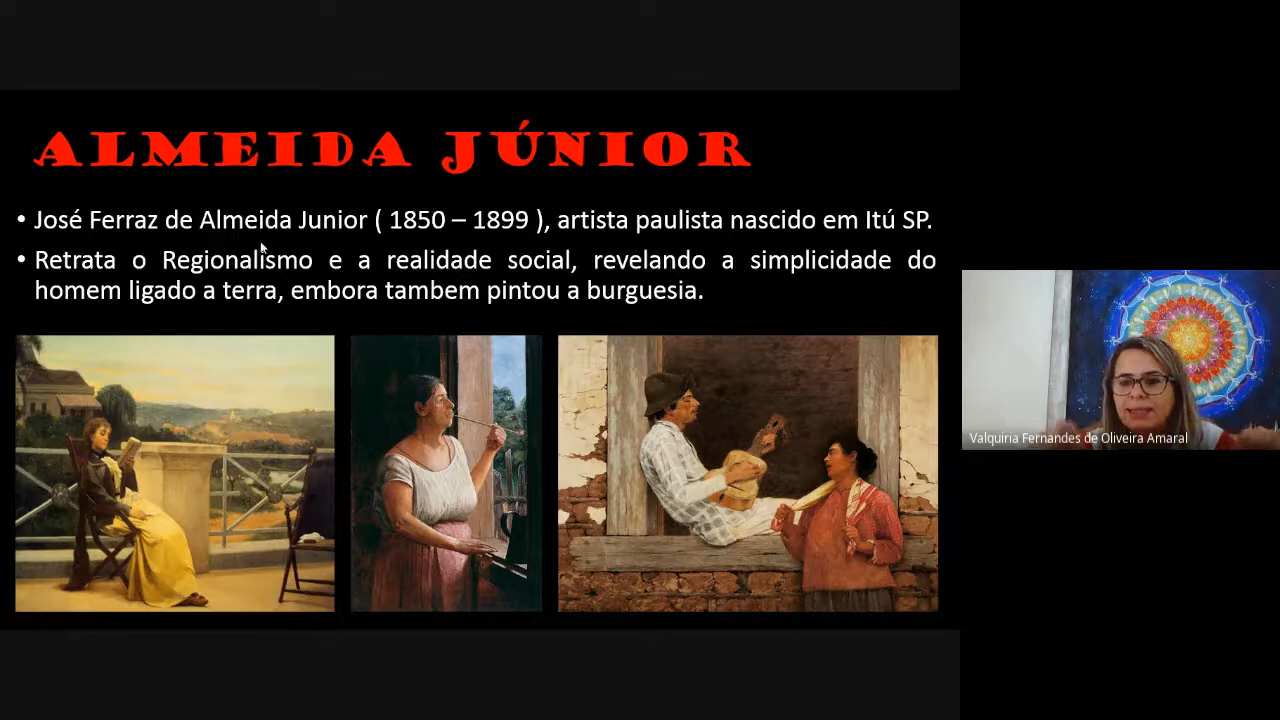 ALMEIDA JÚNIOR
• José Ferraz de Almeida Junior ( 1850 – 1899 ), artista paulista nascido em Itú SP.
• Retrata o Regionalismo e a realidade social, revelando a simplicidade do
homem ligado a terra, embora tambem pintou a burguesia.
Valquiria Fernandes de Oliveira Amaral